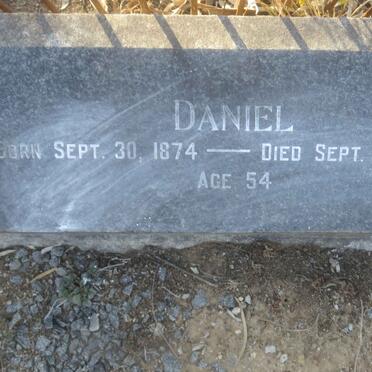 DANIEL
BORN SEPT. 30, 1874 — DIED SEPT.
AGE 54